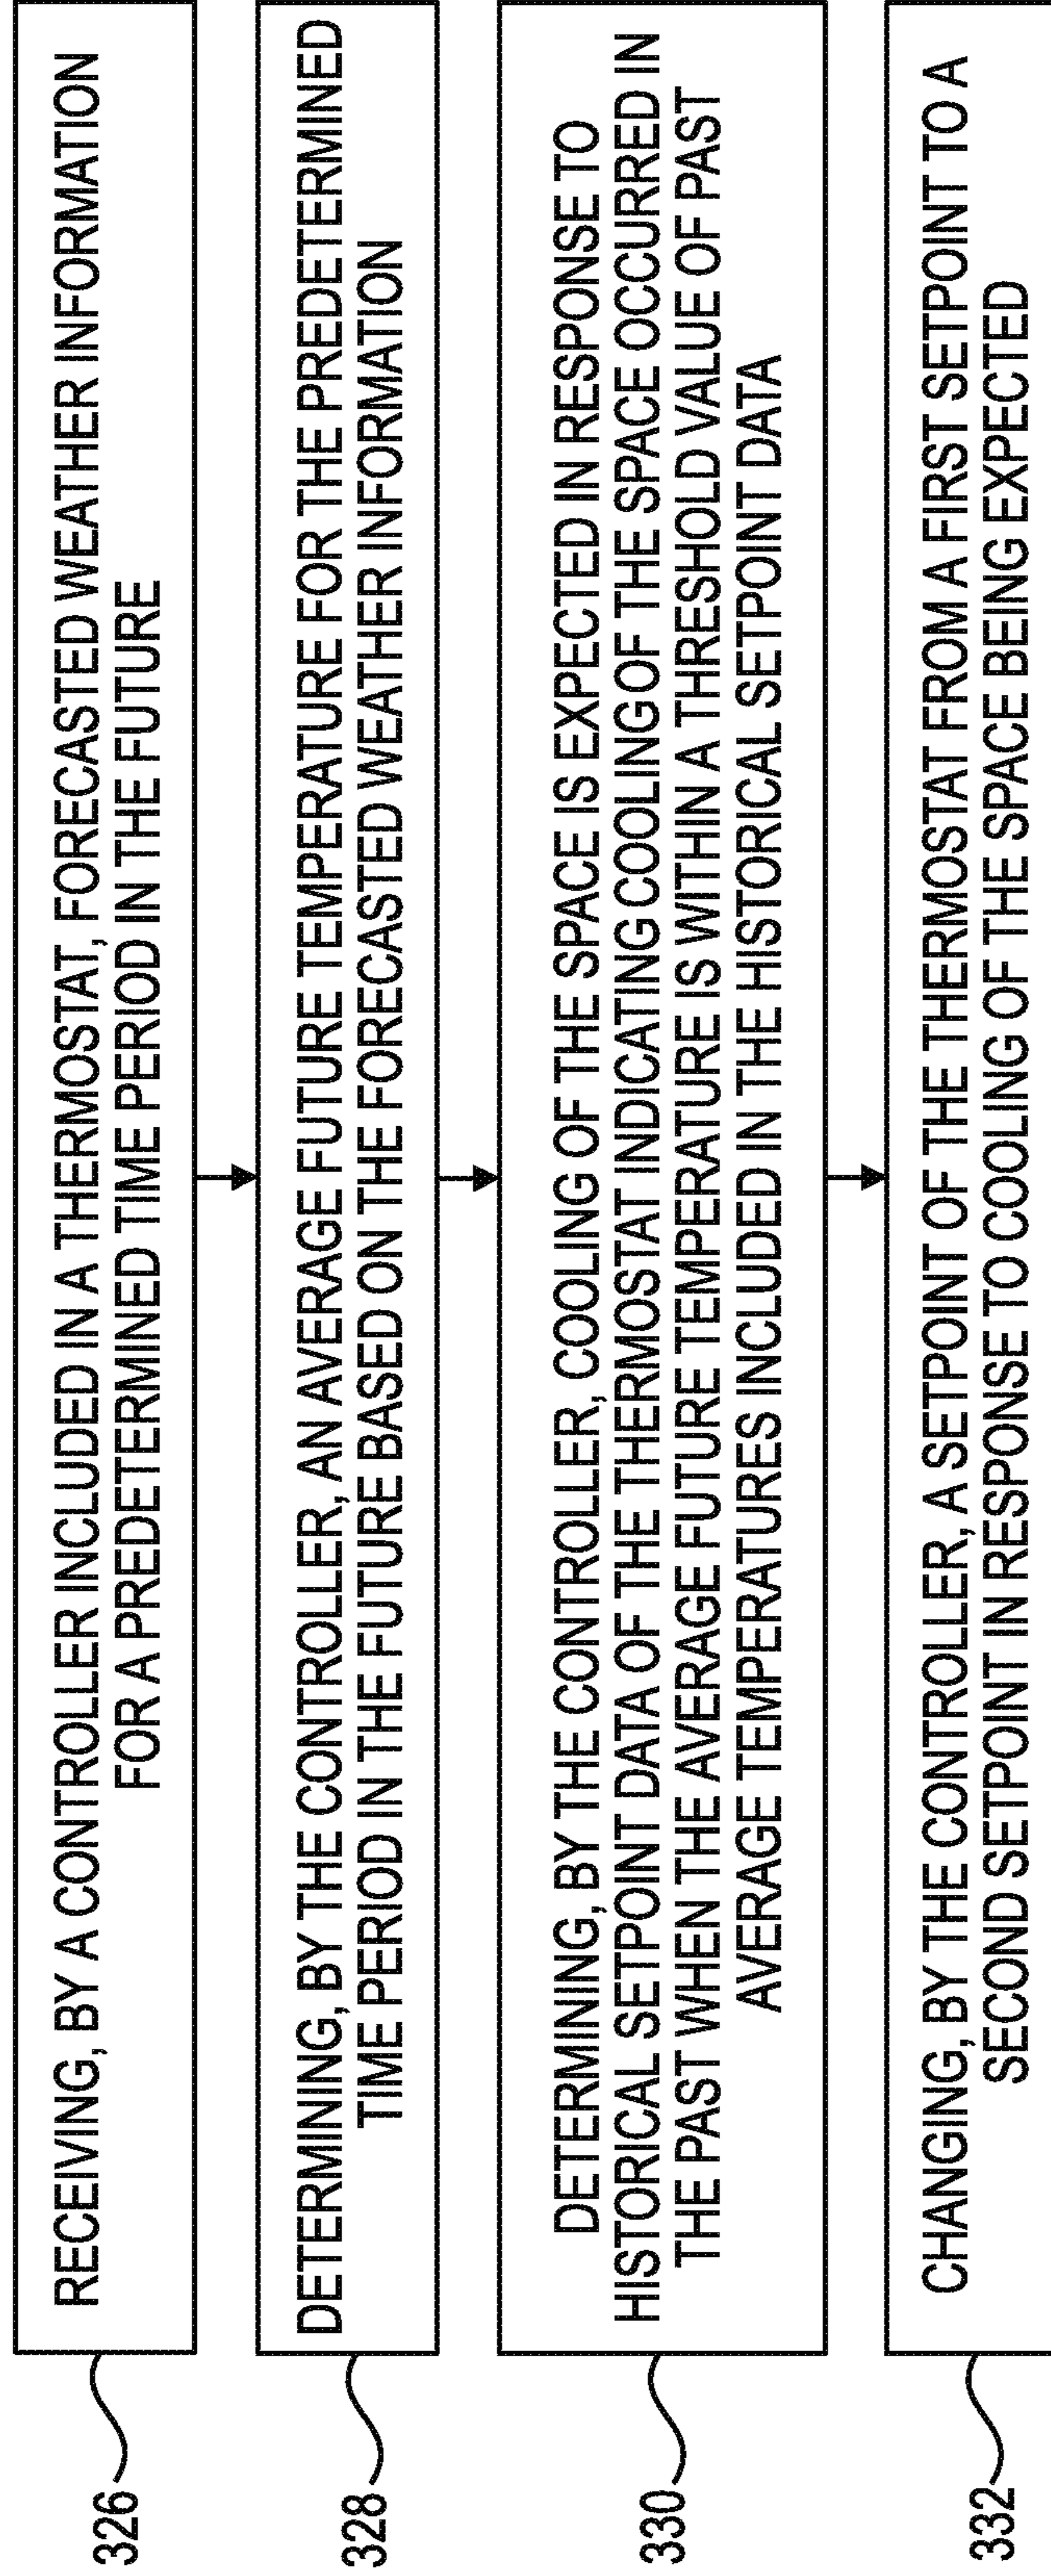 326
RECEIVING, BY A CONTROLLER INCLUDED IN A THERMOSTAT, FORECASTED WEATHER INFORMATION
FOR A PREDETERMINED TIME PERIOD IN THE FUTURE
328
DETERMINING, BY THE CONTROLLER, AN AVERAGE FUTURE TEMPERATURE FOR THE PREDETERMINED
TIME PERIOD IN THE FUTURE BASED ON THE FORECASTED WEATHER INFORMATION
330
DETERMINING, BY THE CONTROLLER, COOLING OF THE SPACE IS EXPECTED IN RESPONSE TO
HISTORICAL SETPOINT DATA OF THE THERMOSTAT INDICATING COOLING OF THE SPACE OCCURRED IN
THE PAST WHEN THE AVERAGE FUTURE TEMPERATURE IS WITHIN A THRESHOLD VALUE OF PAST
AVERAGE TEMPERATURES INCLUDED IN THE HISTORICAL SETPOINT DATA
332
CHANGING, BY THE CONTROLLER, A SETPOINT OF THE THERMOSTAT FROM A FIRST SETPOINT TO A
SECOND SETPOINT IN RESPONSE TO COOLING OF THE SPACE BEING EXPECTED